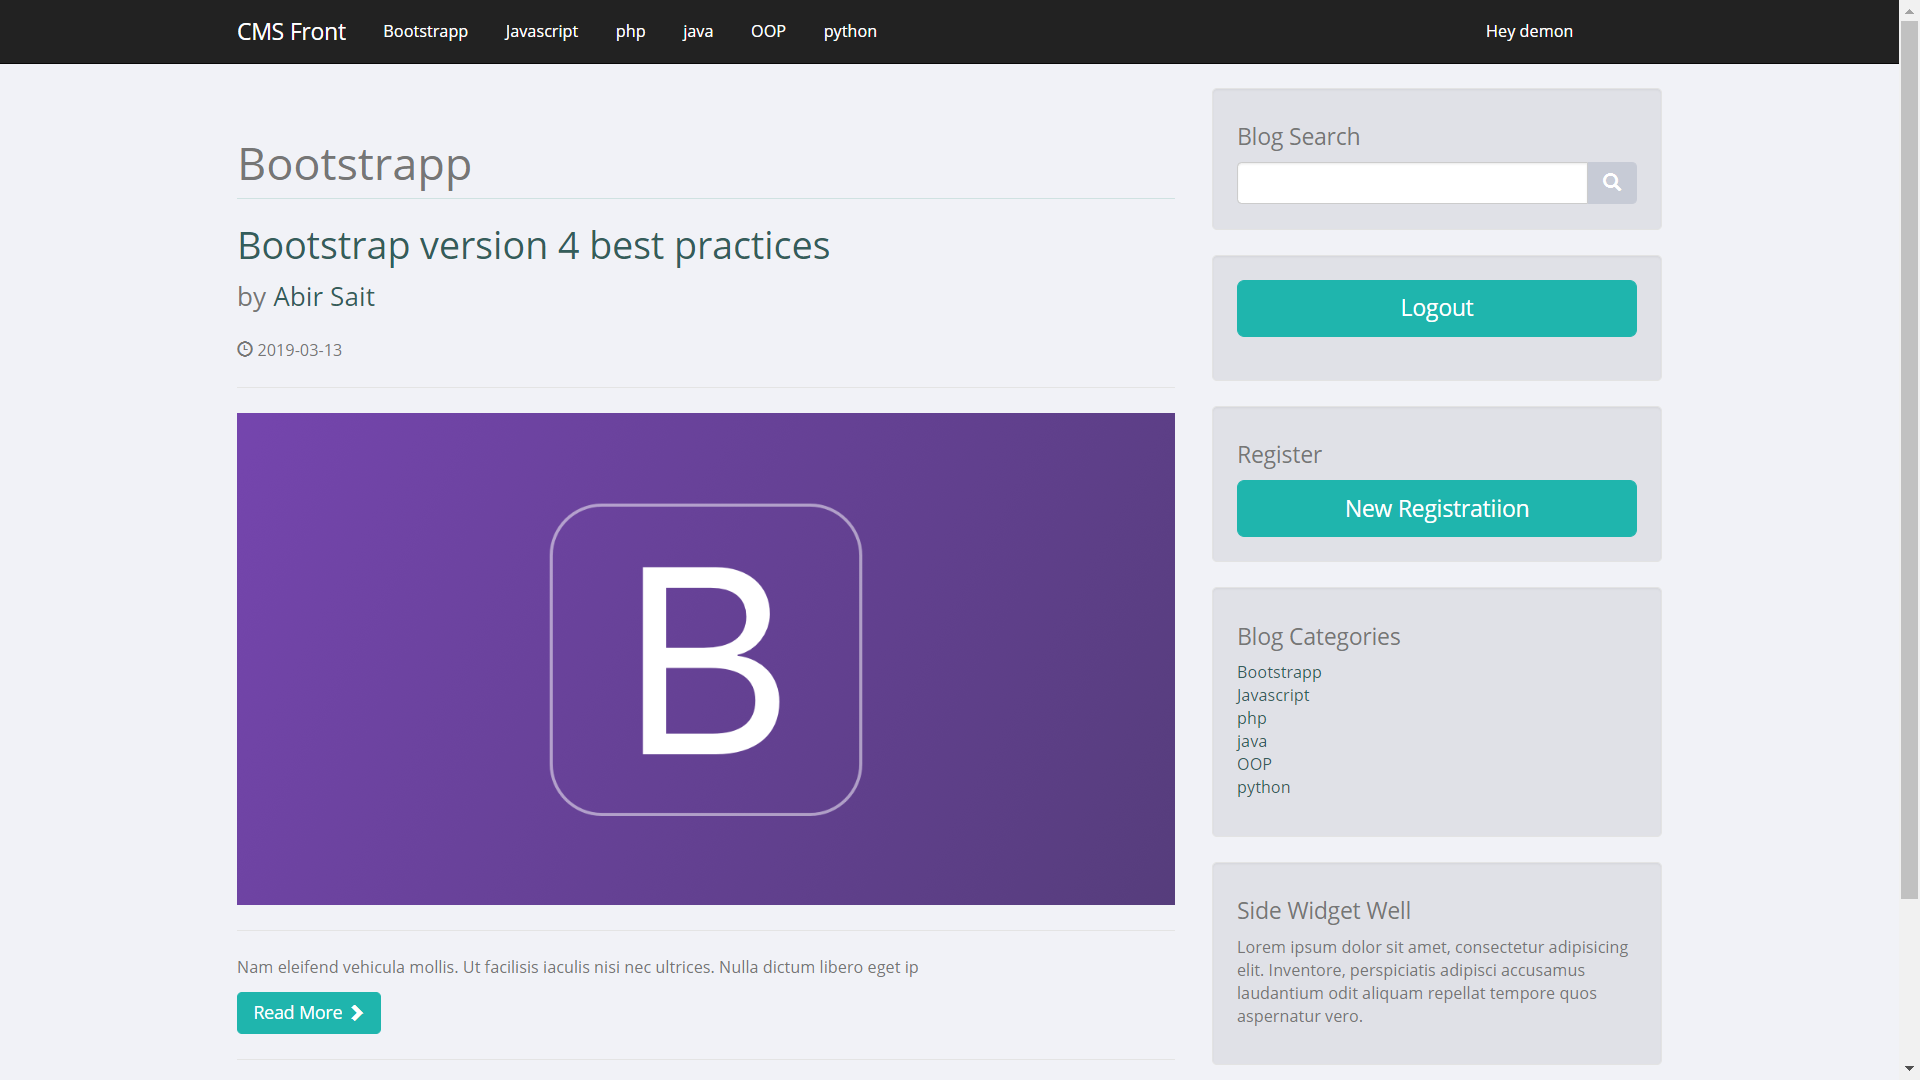 CMS Front Bootstrapp Javascript php java OOP python Hey demon
Bootstrapp
Bootstrap version 4 best practices
by Abir Sait
2019-03-13
B
Nam eleifend vehicula mollis. Ut facilisis iaculis nisi nec ultrices. Nulla dictum libero eget ip
Read More
Blog Search
Logout
Register
New Registratiion
Blog Categories
Bootstrapp
Javascript
php
java
OOP
python
Side Widget Well
Lorem ipsum dolor sit amet, consectetur adipisicing
elit. Inventore, perspiciatis adipisci accusamus
laudantium odit aliquam repellat tempore quos
aspernatur vero.